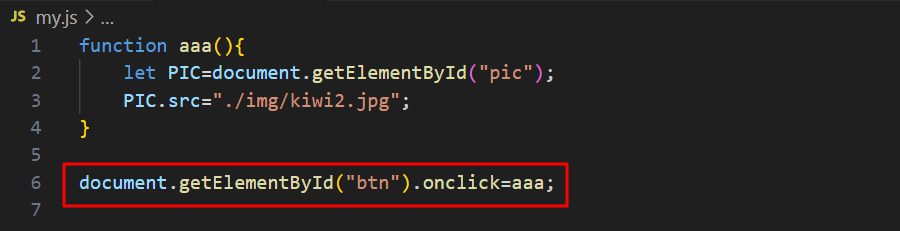 JS my.js > ...
1 function aaa(){
2     let PIC=document.getElementById("pic");
3     PIC.src="./img/kiwi2.jpg";
4 }
5
6 document.getElementById("btn").onclick=aaa;
7